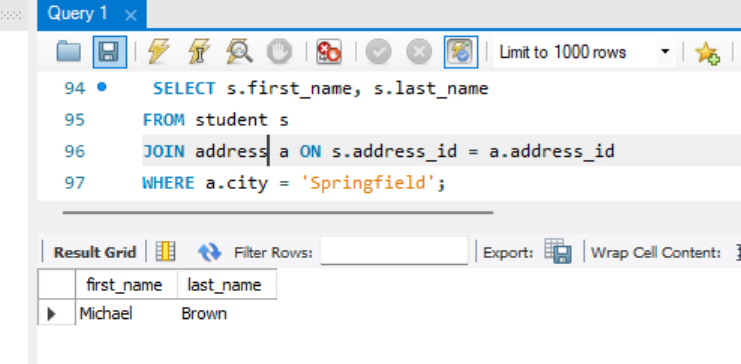 Query 1
Limit to 1000 rows
94 SELECT s.first_name, s.last_name
95 FROM student s
96 JOIN address a ON s.address_id = a.address_id
97 WHERE a.city = 'Springfield';
Result Grid Filter Rows: Export: Wrap Cell Content:
first_name last_name
Michael Brown